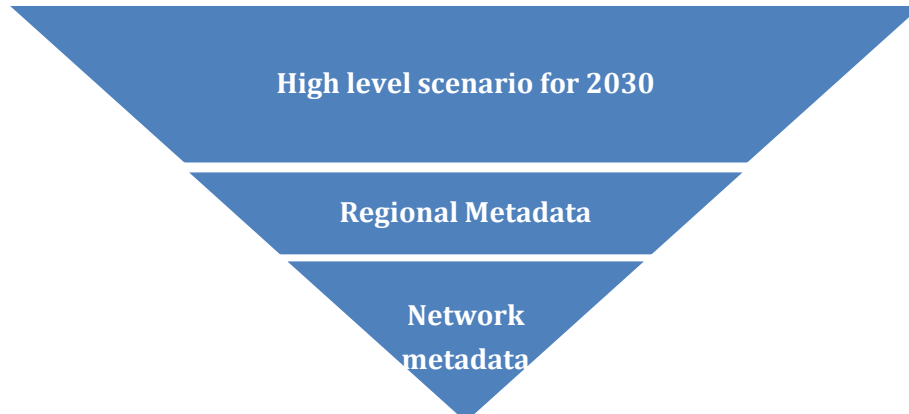 High level scenario for 2030
Regional Metadata
Network
metadata